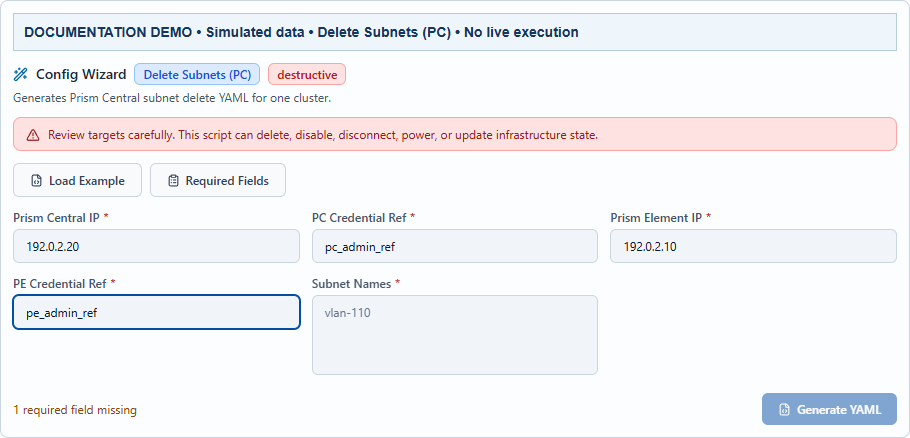 DOCUMENTATION DEMO • Simulated data • Delete Subnets (PC) • No live execution
Config Wizard Delete Subnets (PC) destructive
Generates Prism Central subnet delete YAML for one cluster.
Review targets carefully. This script can delete, disable, disconnect, power, or update infrastructure state.
Load Example Required Fields
Prism Central IP * PC Credential Ref * Prism Element IP *
192.0.2.20 pc_admin_ref 192.0.2.10
PE Credential Ref * Subnet Names *
pe_admin_ref vlan-110
1 required field missing Generate YAML